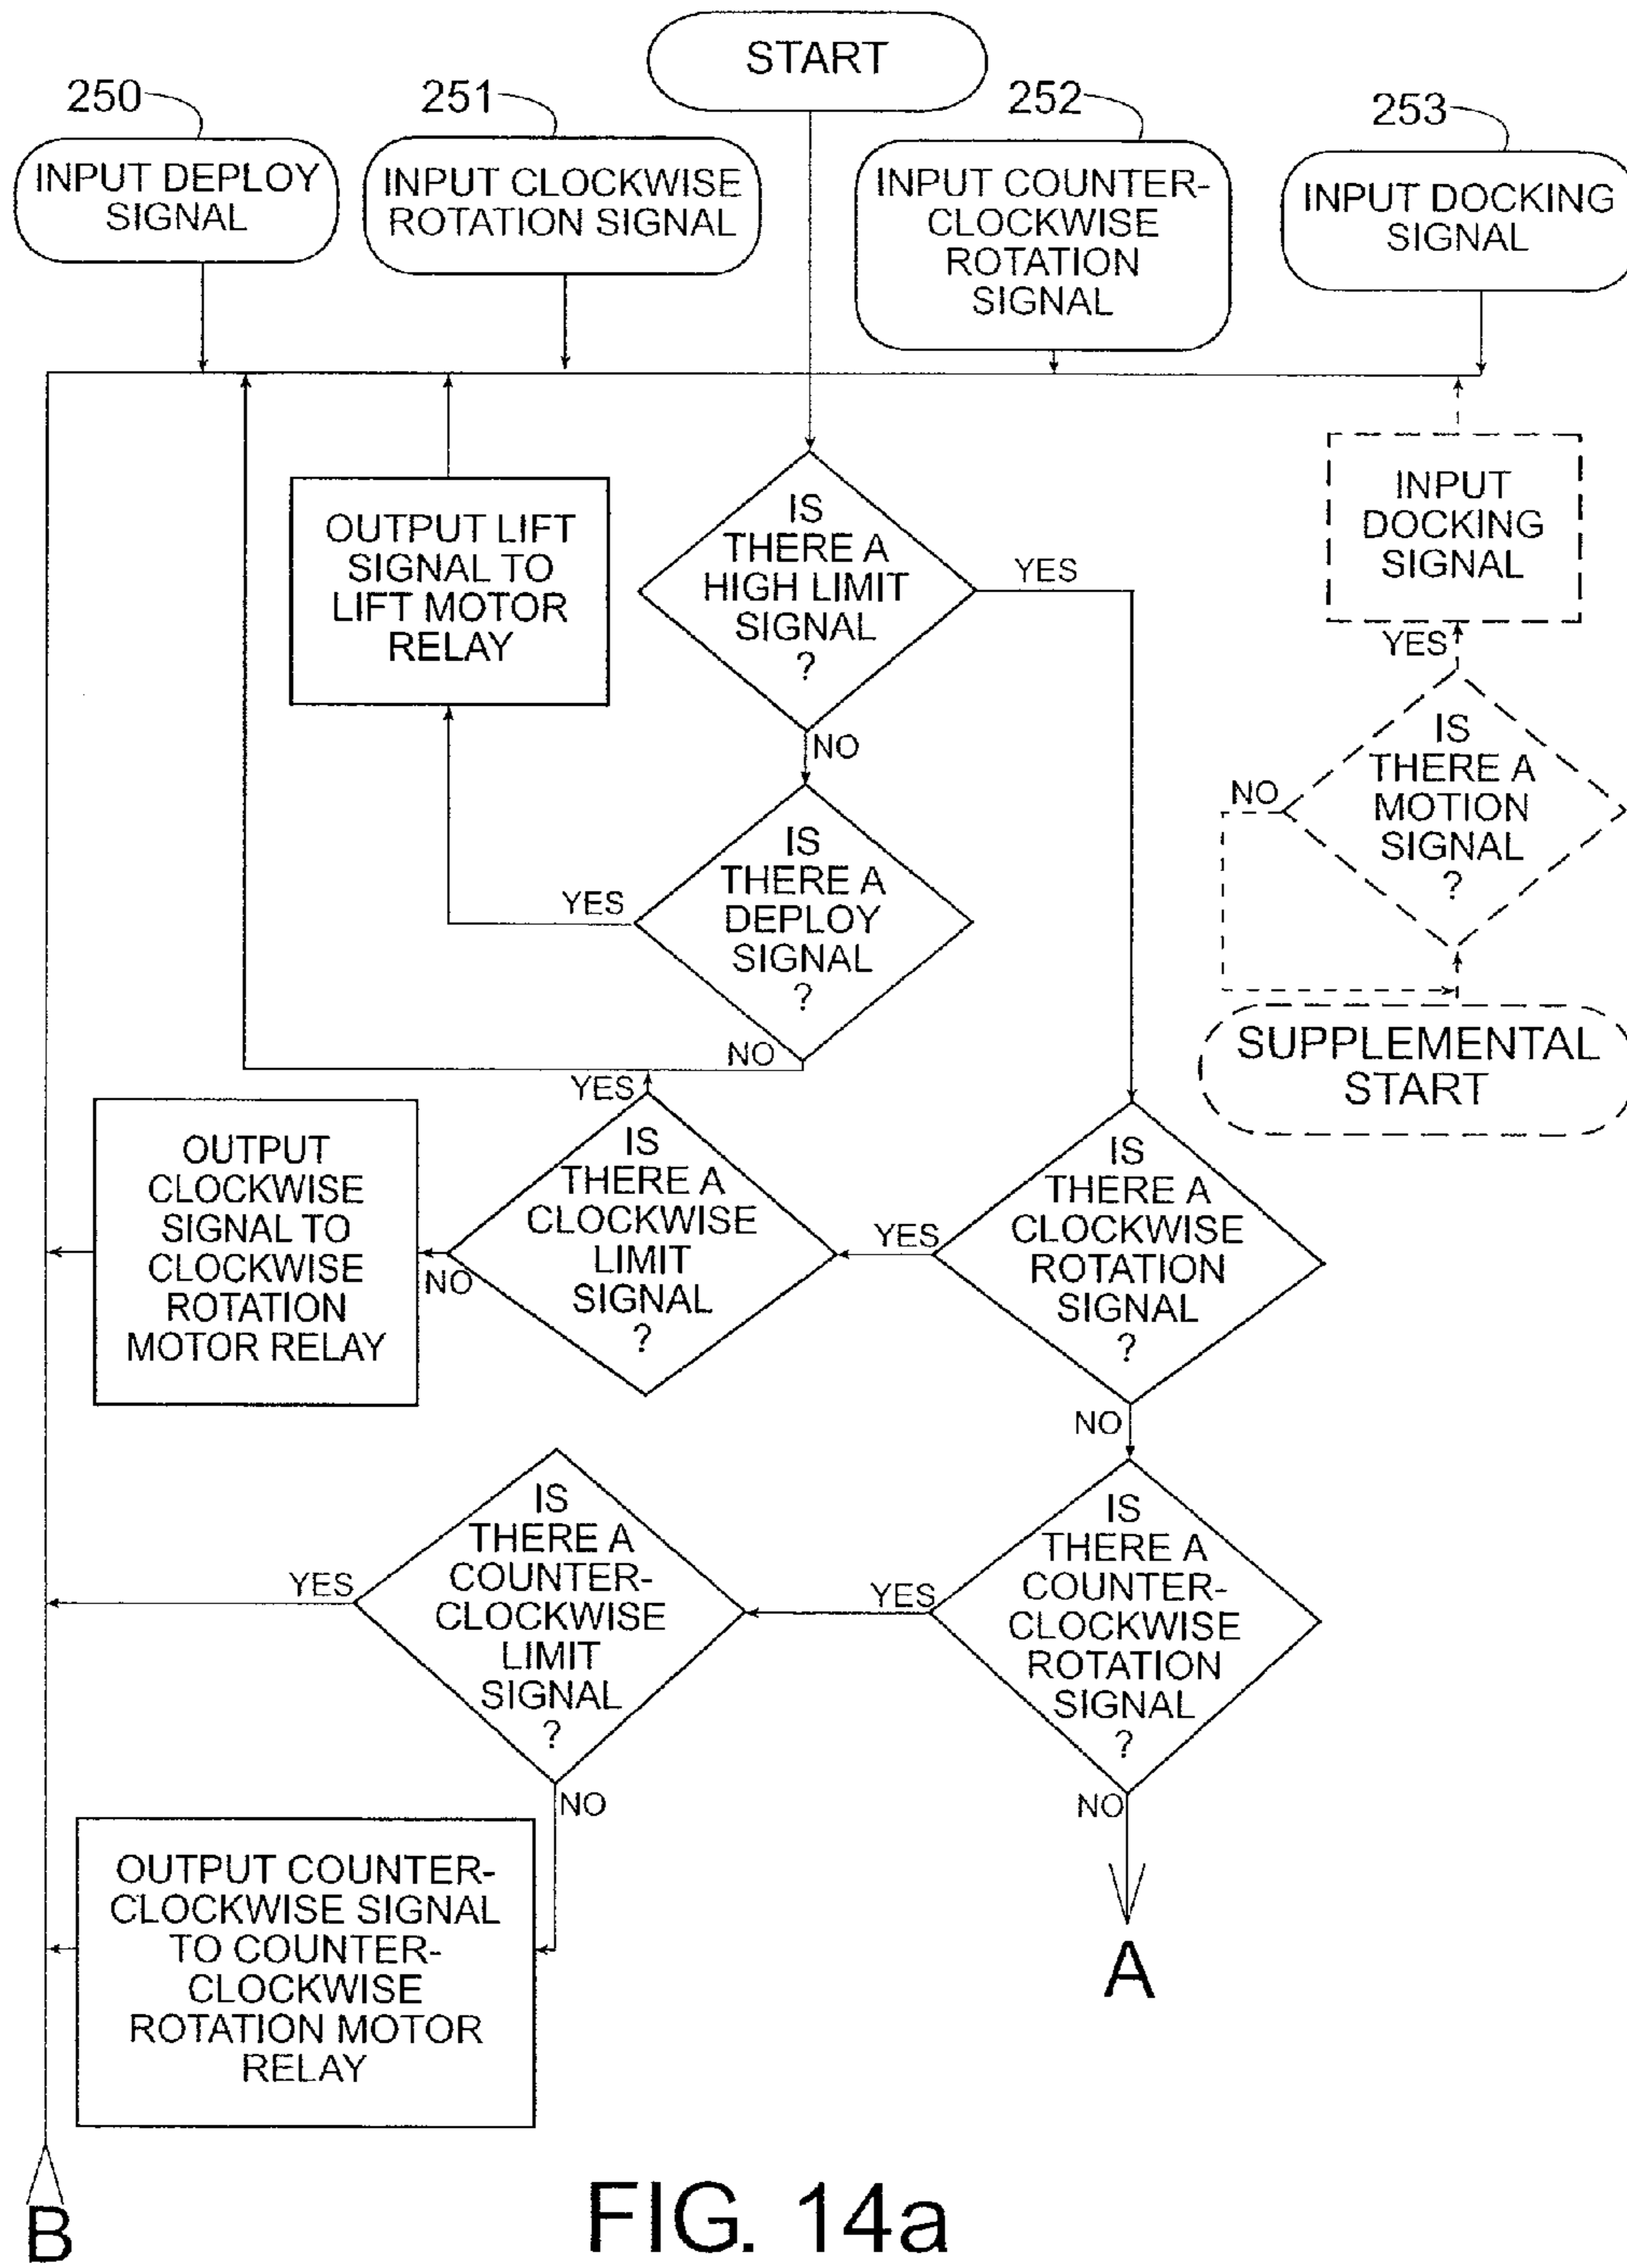 START
250
251
252
253
INPUT DEPLOY
SIGNAL
INPUT CLOCKWISE
ROTATION SIGNAL
INPUT COUNTER-
CLOCKWISE
ROTATION
SIGNAL
INPUT DOCKING
SIGNAL
OUTPUT LIFT
SIGNAL TO
LIFT MOTOR
RELAY
IS
THERE A
HIGH LIMIT
SIGNAL
?
YES
NO
INPUT
DOCKING
SIGNAL
YES
IS
THERE A
MOTION
SIGNAL
?
NO
SUPPLEMENTAL
START
IS
THERE A
DEPLOY
SIGNAL
?
YES
NO
YES
OUTPUT
CLOCKWISE
SIGNAL TO
CLOCKWISE
ROTATION
MOTOR RELAY
NO
IS
THERE A
CLOCKWISE
LIMIT
SIGNAL
?
YES
IS
THERE A
CLOCKWISE
ROTATION
SIGNAL
?
NO
YES
IS
THERE A
COUNTER-
CLOCKWISE
LIMIT
SIGNAL
?
NO
YES
IS
THERE A
COUNTER-
CLOCKWISE
ROTATION
SIGNAL
?
NO
OUTPUT COUNTER-
CLOCKWISE SIGNAL
TO COUNTER-
CLOCKWISE
ROTATION MOTOR
RELAY
A
B
FIG. 14a